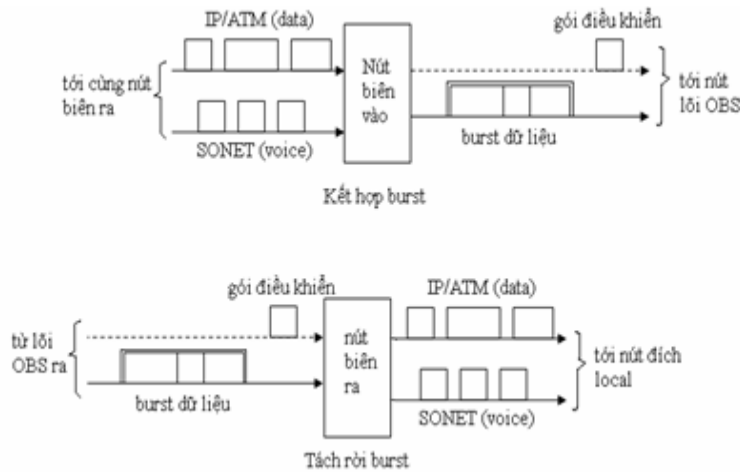 IP/ATM (data)
gói điều khiển
tới cùng nút
biên ra
Nút
biên
vào
tới nút
lõi OBS
SONET (voice)
burst dữ liệu
Kết hợp burst
gói điều khiển
IP/ATM (data)
từ lõi
OBS ra
nút
biên
ra
tới nút đích
local
burst dữ liệu
SONET (voice)
Tách rời burst